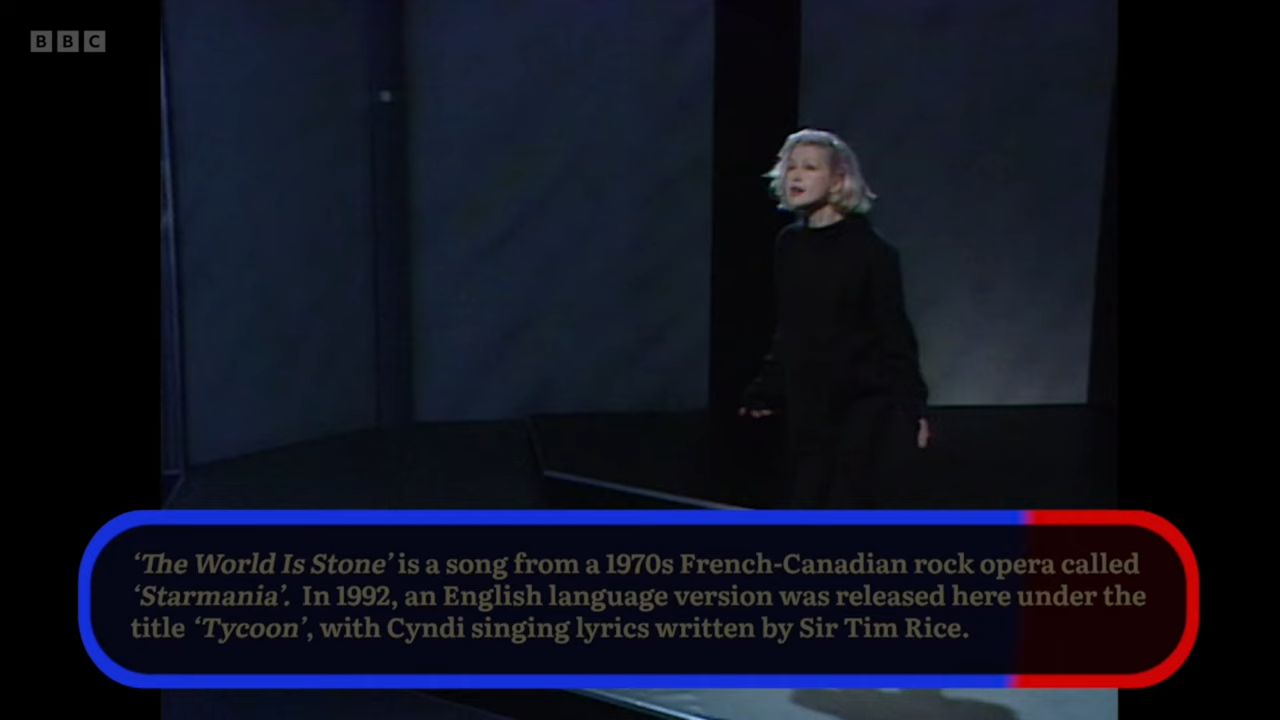 BBC
‘The World Is Stone’ is a song from a 1970s French-Canadian rock opera called
‘Starmania’. In 1992, an English language version was released here under the
title ‘Tycoon’, with Cyndi singing lyrics written by Sir Tim Rice.